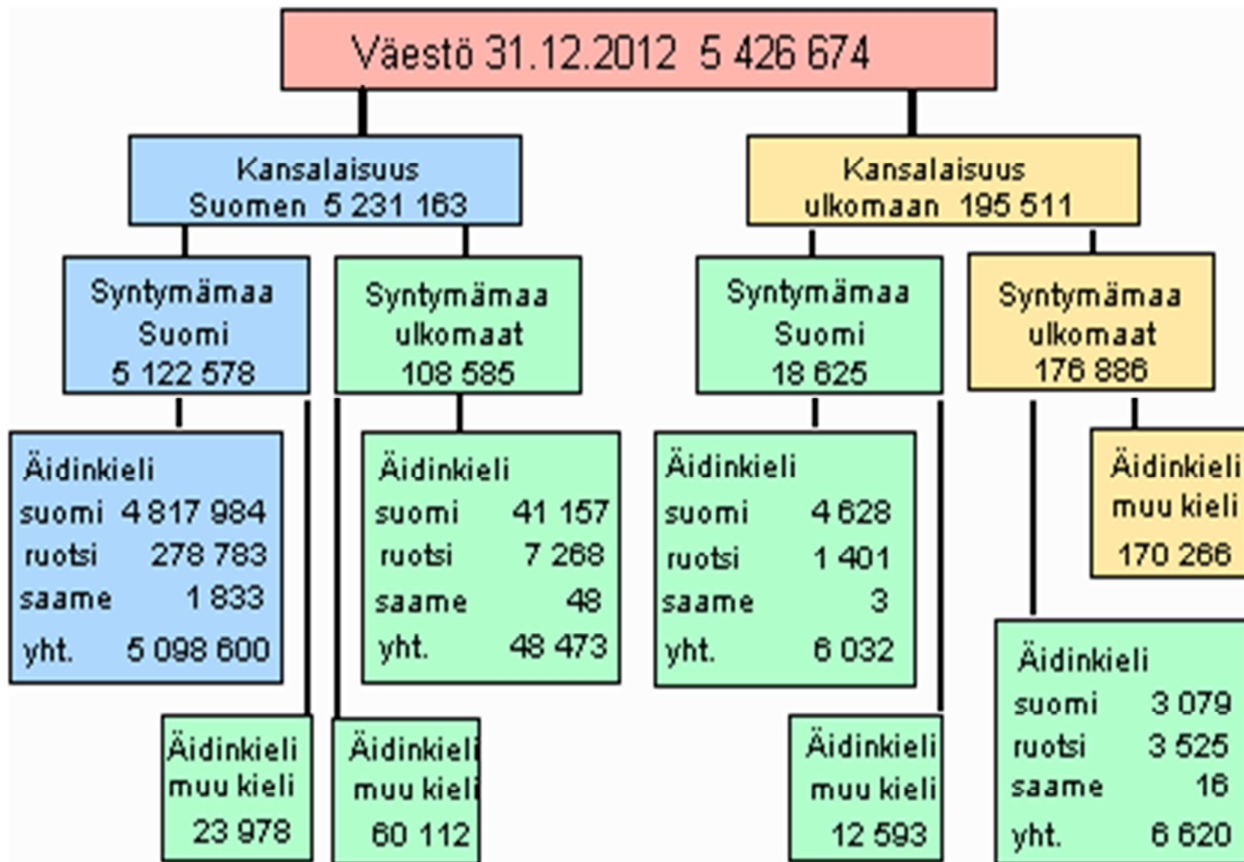 Väestö 31.12.2012 5 426 674
Kansalaisuus
Suomen 5 231 163
Kansalaisuus
ulkomaan 195 511
Syntymämaa
Suomi
5 122 578
Syntymämaa
ulkomaat
108 585
Syntymämaa
Suomi
18 625
Syntymämaa
ulkomaat
176 886
Äidinkieli
suomi 4 817 984
ruotsi 278 783
saame 1 833
yht. 5 098 600
Äidinkieli
suomi 41 157
ruotsi 7 268
saame 48
yht. 48 473
Äidinkieli
suomi 4 628
ruotsi 1 401
saame 3
yht. 6 032
Äidinkieli
muu kieli
170 266
Äidinkieli
muu kieli
23 978
Äidinkieli
muu kieli
60 112
Äidinkieli
muu kieli
12 593
Äidinkieli
suomi 3 079
ruotsi 3 525
saame 16
yht. 6 620